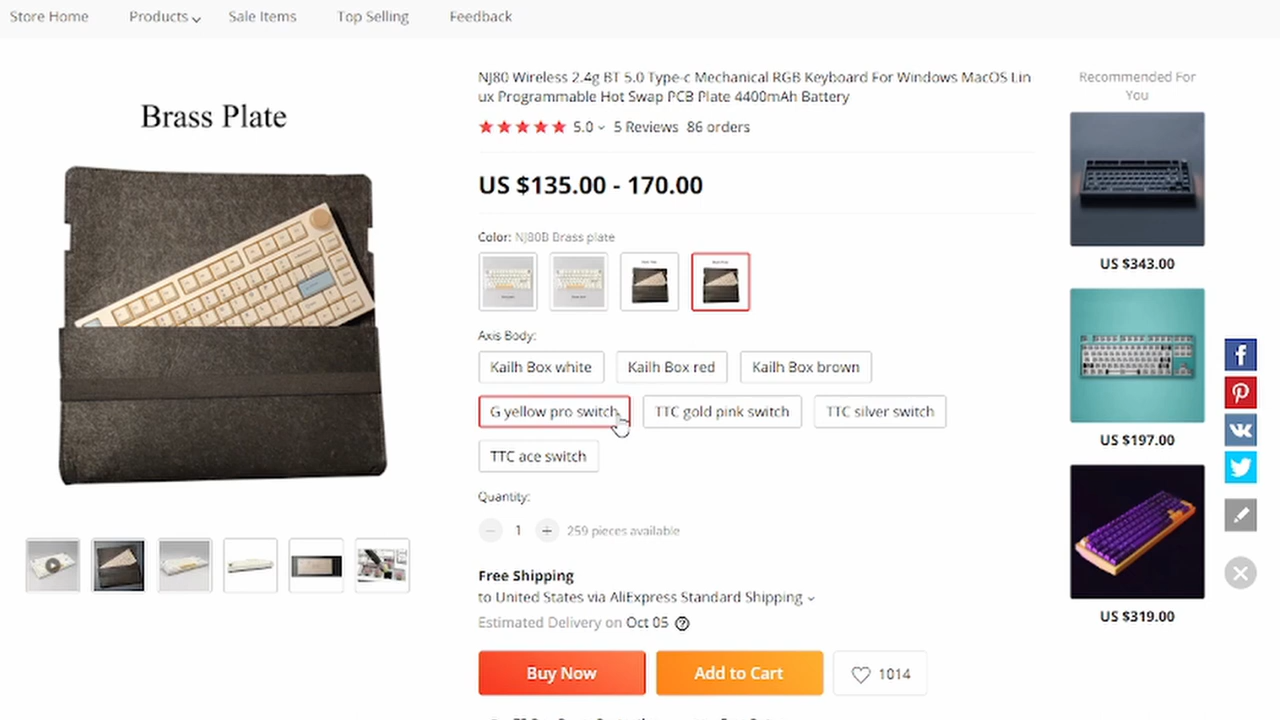 Store Home Products Sale Items Top Selling Feedback
Brass Plate
NJ80 Wireless 2.4g BT 5.0 Type-c Mechanical RGB Keyboard For Windows MacOS Lin
ux Programmable Hot Swap PCB Plate 4400mAh Battery
5.0 5 Reviews 86 orders
US $135.00 - 170.00
Color: NJ80B Brass plate
Axis Body:
Kailh Box white Kailh Box red Kailh Box brown
G yellow pro switch TTC gold pink switch TTC silver switch
TTC ace switch
Quantity:
1 259 pieces available
Free Shipping
to United States via AliExpress Standard Shipping
Estimated Delivery on Oct 05
Buy Now Add to Cart 1014
Recommended For
You
US $343.00
US $197.00
US $319.00